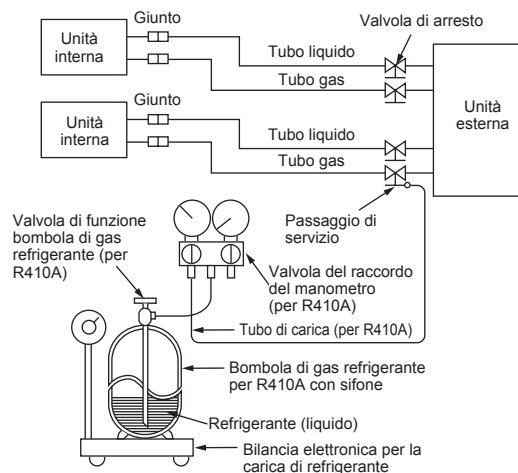 Giunto
Valvola di arresto
Unità
interna
Tubo liquido
Tubo gas
Unità
esterna
Giunto
Unità
interna
Tubo liquido
Tubo gas
Passaggio di
servizio
Valvola di funzione
bombola di gas
refrigerante (per
R410A)
Valvola del raccordo
del manometro
(per R410A)
Tubo di carica (per R410A)
Bombola di gas refrigerante
per R410A con sifone
Refrigerante (liquido)
Bilancia elettronica per la
carica di refrigerante